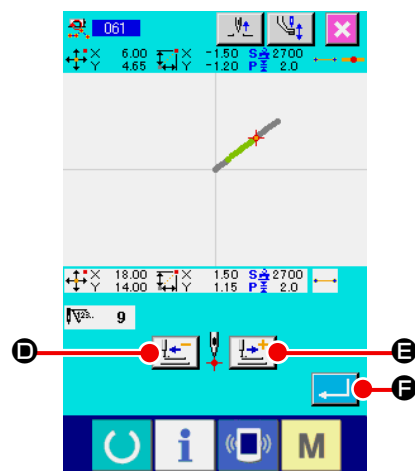 061
X 6.00 X -1.50 S 2700
Y 4.65 Y -1.20 P 2.0
X 18.00 X 1.50 S 2700
Y 14.00 Y 1.15 P 2.0
123.. 9
D E
F
i M